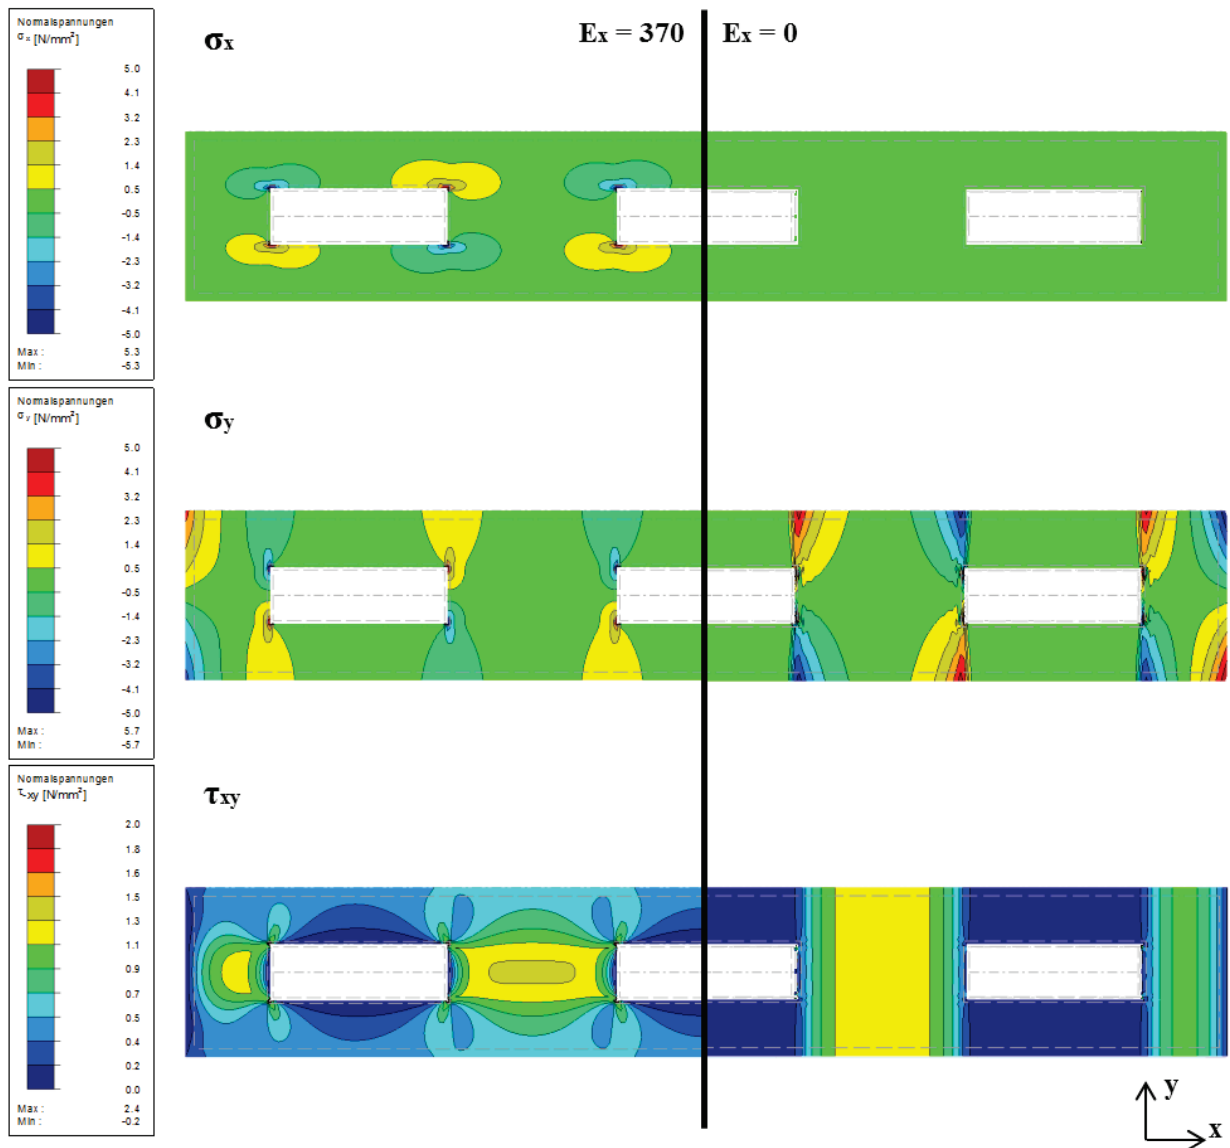 Normalspannungen
σx [N/mm²]
5.0
4.1
3.2
2.3
1.4
0.5
-0.5
-1.4
-2.3
-3.2
-4.1
-5.0
Max : 5.3
Min : -5.3
σx
Ex = 370 Ex = 0
Normalspannungen
σy [N/mm²]
5.0
4.1
3.2
2.3
1.4
0.5
-0.5
-1.4
-2.3
-3.2
-4.1
-5.0
Max : 5.7
Min : -5.7
σy
Normalspannungen
τxy [N/mm²]
2.0
1.8
1.6
1.5
1.3
1.1
0.9
0.7
0.5
0.4
0.2
0.0
Max : 2.4
Min : -0.2
τxy
y
x